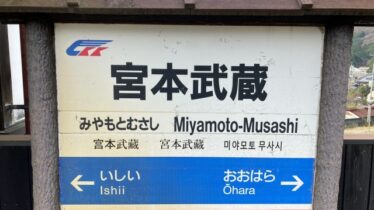 宮本武蔵
みやもとむさし Miyamoto-Musashi
宮本武蔵 宮本武蔵 미야모토 무사시
← いしい おおはら →
Ishii Ōhara